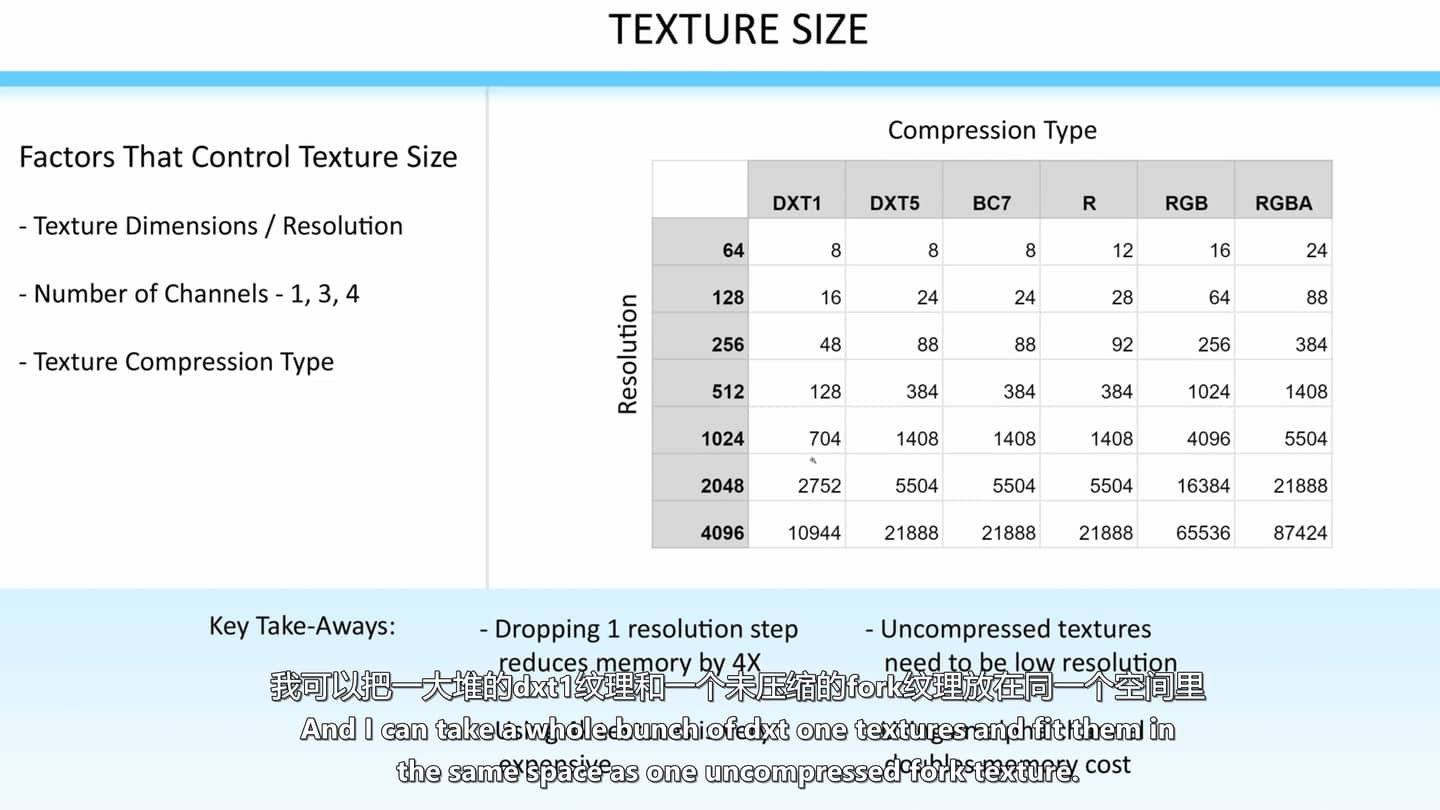 TEXTURE SIZE
Factors That Control Texture Size
- Texture Dimensions / Resolution
- Number of Channels - 1, 3, 4
- Texture Compression Type
Compression Type
Resolution
DXT1 DXT5 BC7 R RGB RGBA
64 8 8 8 12 16 24
128 16 24 24 28 64 88
256 48 88 88 92 256 384
512 128 384 384 384 1024 1408
1024 704 1408 1408 1408 4096 5504
2048 2752 5504 5504 5504 16384 21888
4096 10944 21888 21888 21888 65536 87424
Key Take-Aways:
- Dropping 1 resolution step
reduces memory by 4X
- Uncompressed textures
need to be low resolution
expensive
doubles memory cost
我可以把一大堆的dxt1纹理和一个未压缩的fork纹理放在同一个空间里
And I can take a whole bunch of dxt one textures and fit them in
the same space as one uncompressed fork texture.